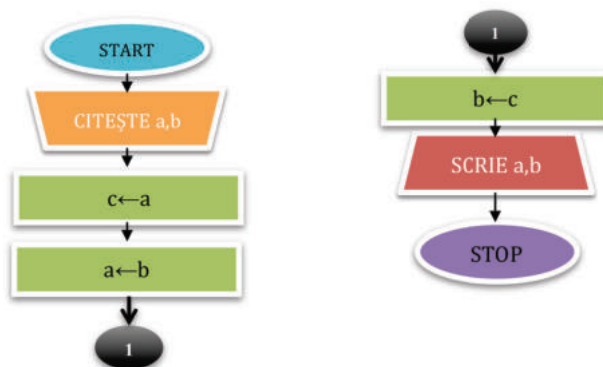 START
CITEȘTE a,b
c←a
a←b
1
1
b←c
SCRIE a,b
STOP